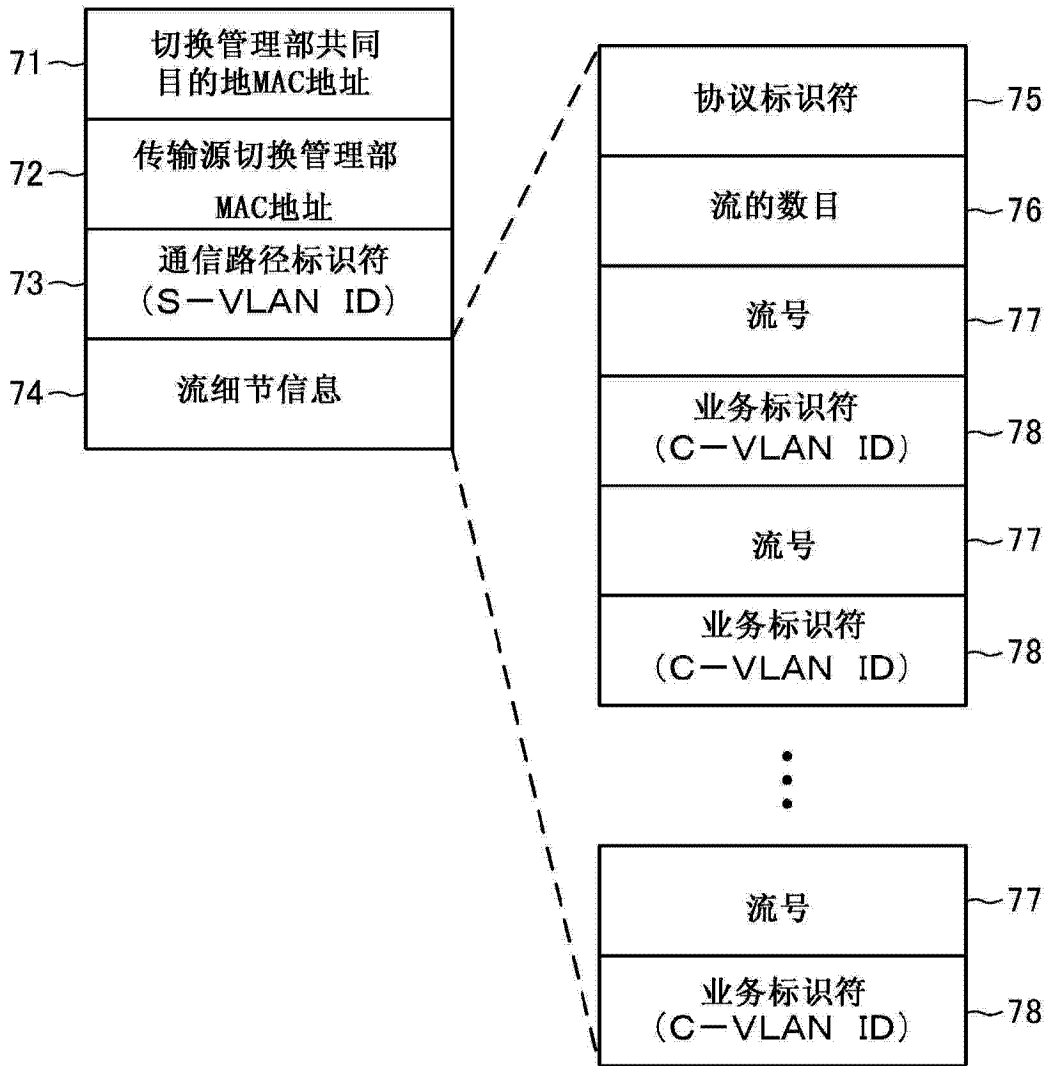 71
切换管理部共同
目的地MAC地址
72
传输源切换管理部
MAC地址
73
通信路径标识符
(S-VLAN ID)
74
流细节信息
协议标识符
75
流的数目
76
流号
77
业务标识符
(C-VLAN ID)
78
流号
77
业务标识符
(C-VLAN ID)
78
流号
77
业务标识符
(C-VLAN ID)
78